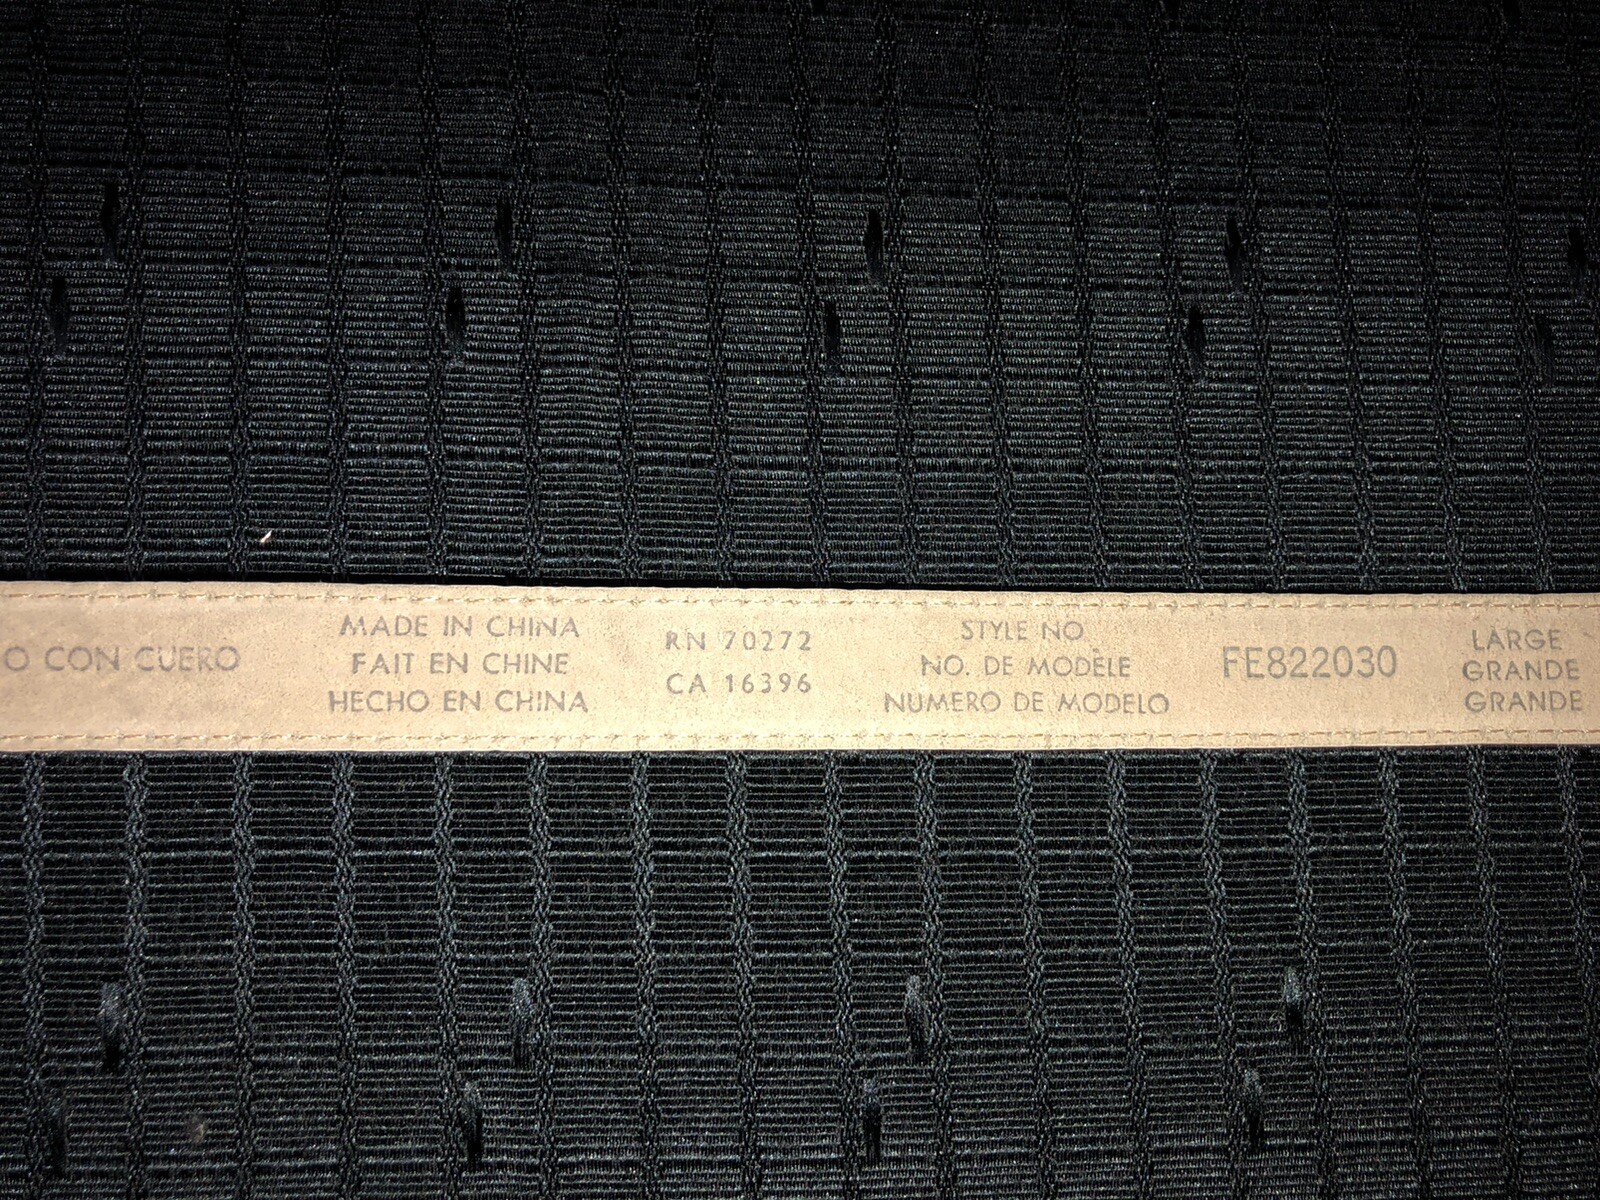 O CON CUERO
MADE IN CHINA
FAIT EN CHINE
HECHO EN CHINA
RN 70272
CA 16396
STYLE NO
NO. DE MODÈLE
NUMERO DE MODELO
FE822030
LARGE
GRANDE
GRANDE